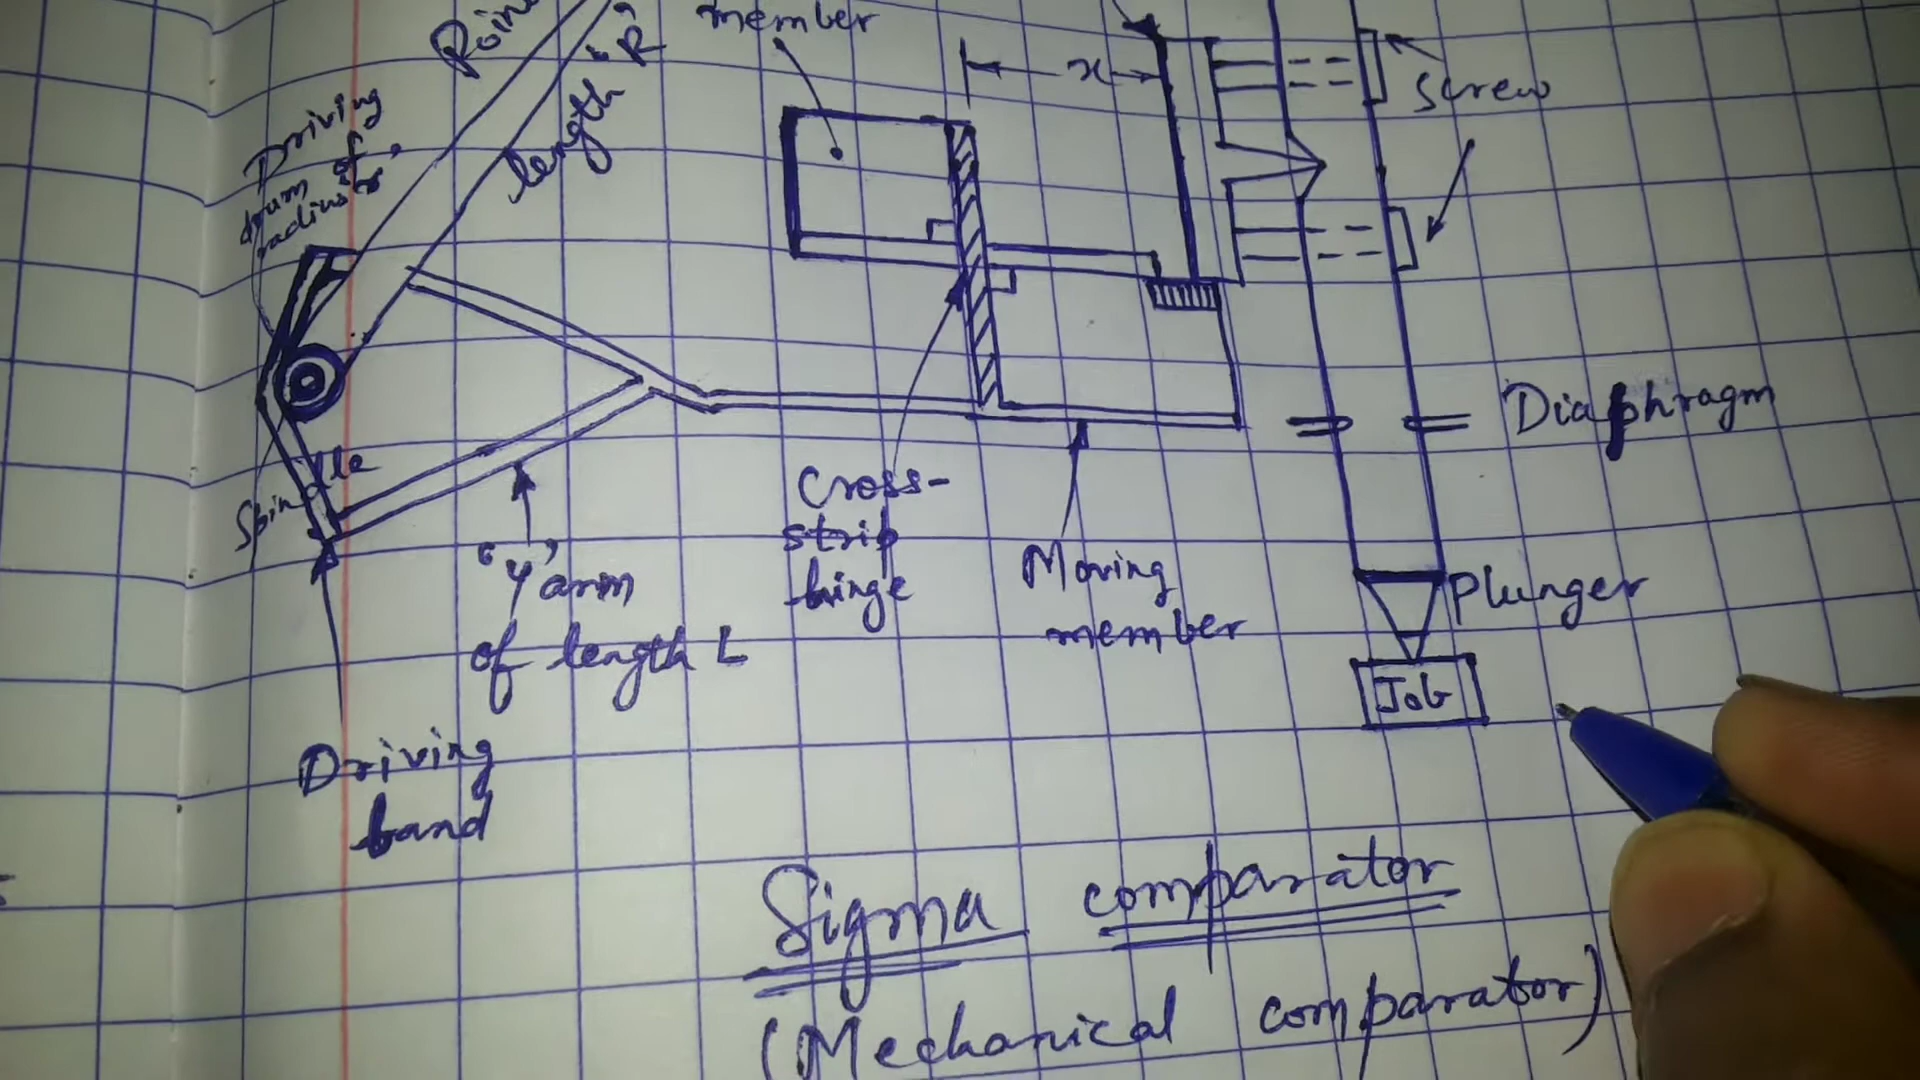 member
length 'R'
x
Screw
Driving
drum of
radius 'r'
Diaphragm
Spindle
Cross-
strip
hinge
'Y' arm
of length L
Moving
member
Plunger
Job
Driving
band
Sigma comparator
(Mechanical comparator)